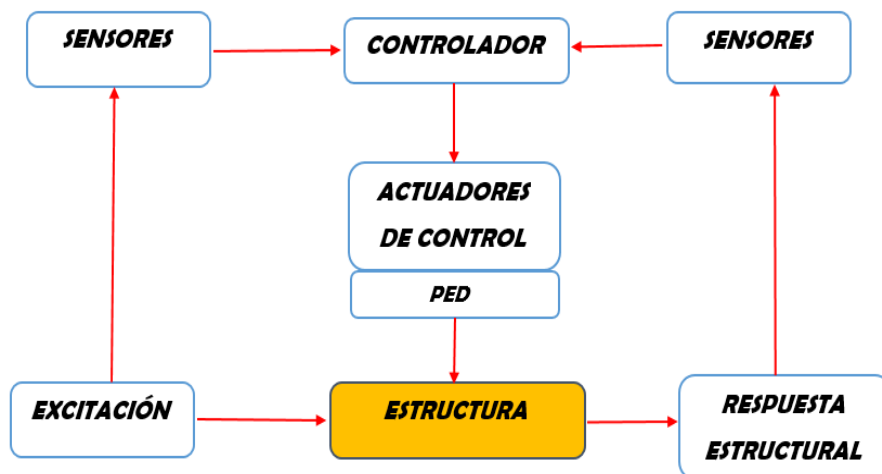 SENSORES
CONTROLADOR
SENSORES
ACTUADORES
DE CONTROL
PED
EXCITACIÓN
ESTRUCTURA
RESPUESTA
ESTRUCTURAL